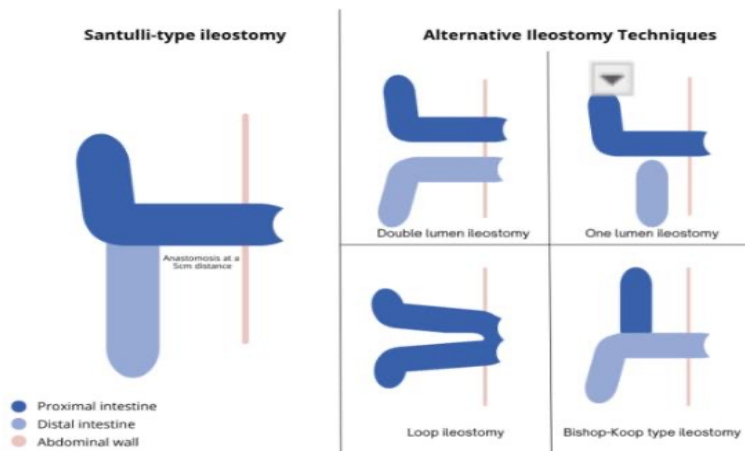 Santulli-type ileostomy
Alternative Ileostomy Techniques
Anastomosis at a
5cm distance
Proximal intestine
Distal intestine
Abdominal wall
Double lumen ileostomy
One lumen ileostomy
Loop ileostomy
Bishop-Koop type ileostomy